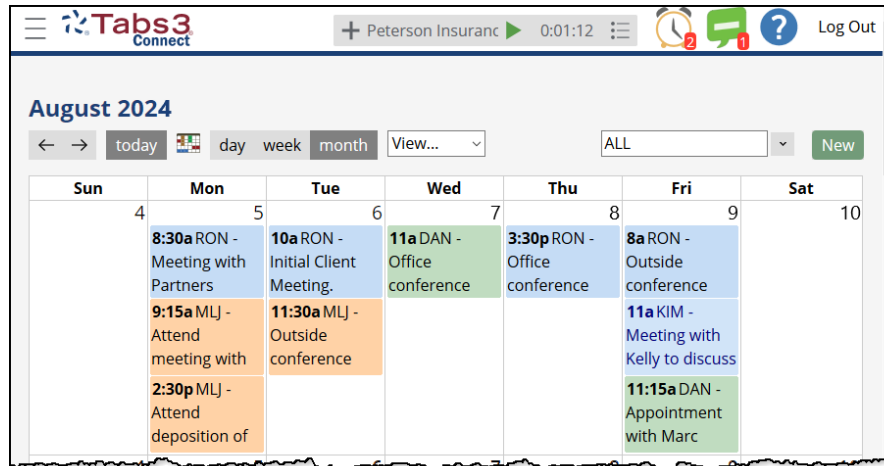 Tabs3
Connect
Peterson Insuranc 0:01:12
2
1
?
Log Out
August 2024
← → today day week month View... ALL New
Sun Mon Tue Wed Thu Fri Sat
4 5 6 7 8 9 10
8:30a RON -
Meeting with
Partners
9:15a MLJ -
Attend
meeting with
2:30p MLJ -
Attend
deposition of
10a RON -
Initial Client
Meeting.
11:30a MLJ -
Outside
conference
11a DAN -
Office
conference
3:30p RON -
Office
conference
8a RON -
Outside
conference
11a KIM -
Meeting with
Kelly to discuss
11:15a DAN -
Appointment
with Marc